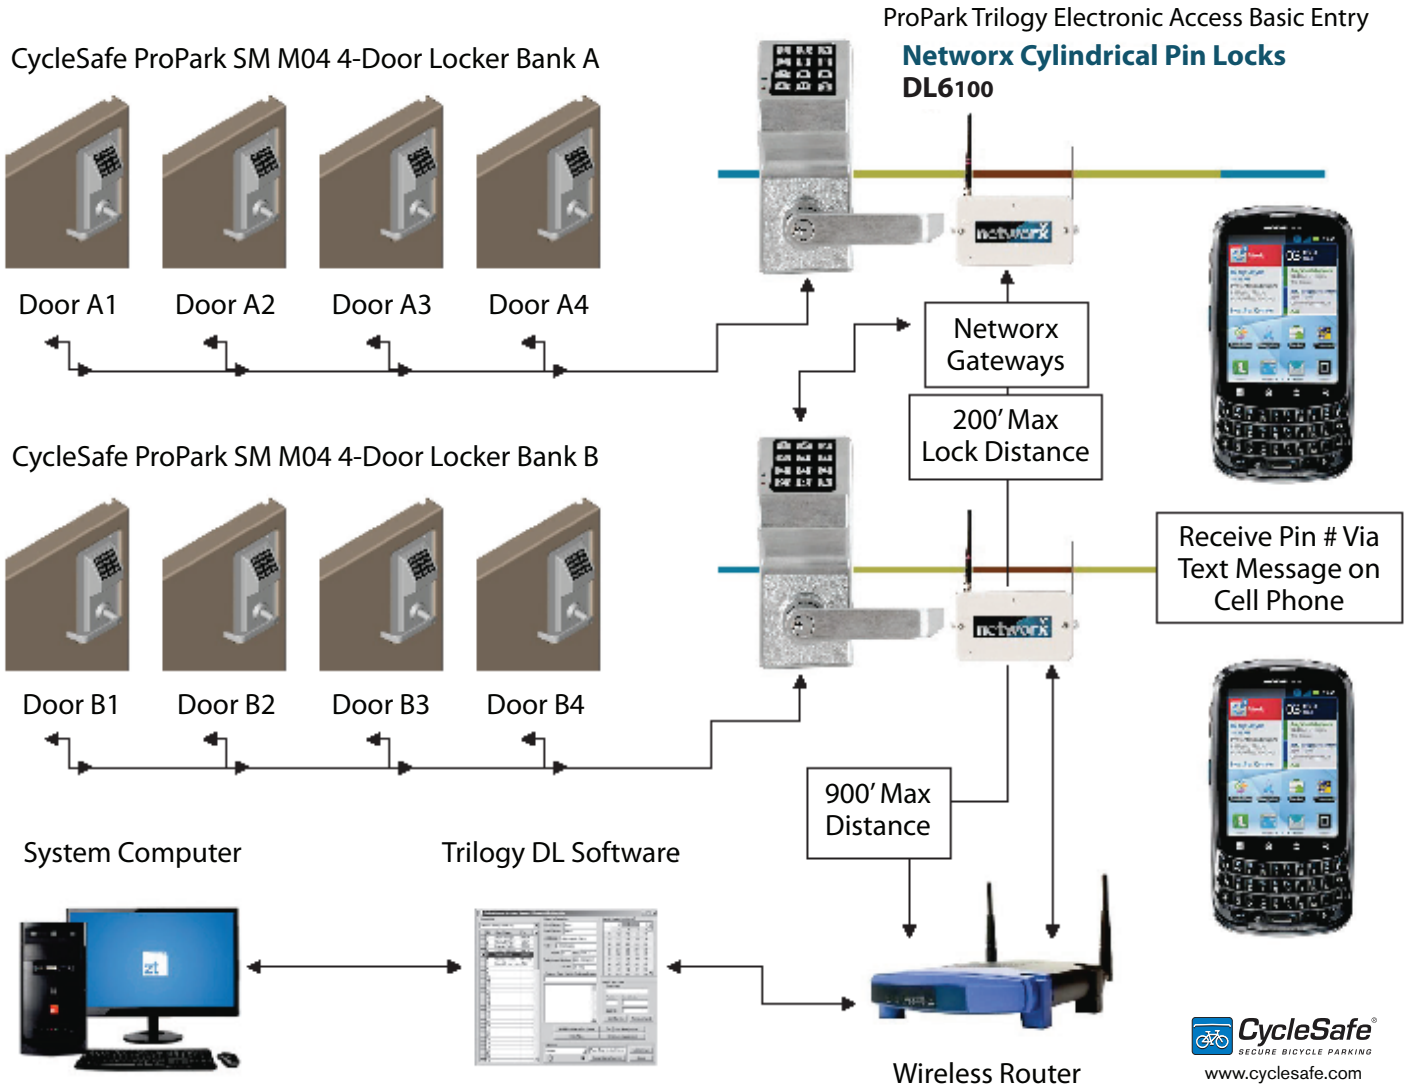 ProPark Trilogy Electronic Access Basic Entry
CycleSafe ProPark SM M04 4-Door Locker Bank A
Networx Cylindrical Pin Locks
DL6100
networx
Door A1
Door A2
Door A3
Door A4
Networx
Gateways
200’ Max
Lock Distance
CycleSafe ProPark SM M04 4-Door Locker Bank B
Receive Pin # Via
Text Message on
Cell Phone
networx
Door B1
Door B2
Door B3
Door B4
900’ Max
Distance
System Computer
Trilogy DL Software
zt
CycleSafe®
SECURE BICYCLE PARKING
www.cyclesafe.com
Wireless Router